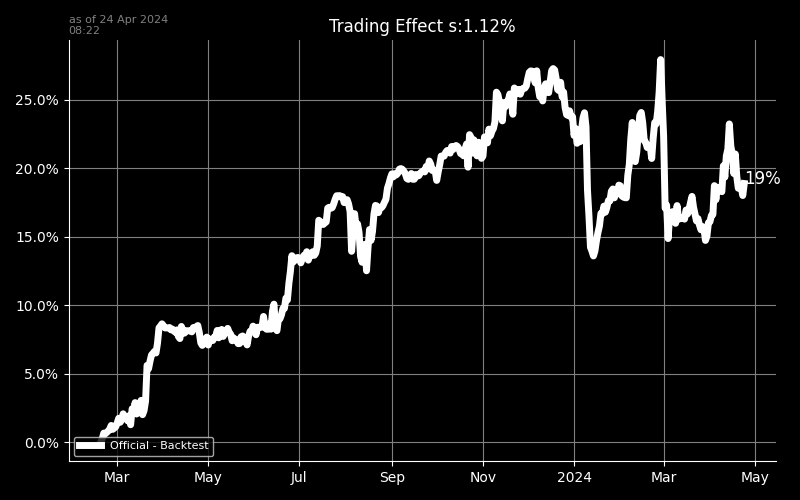 as of 24 Apr 2024
08:22
Trading Effect s:1.12%
25.0%
20.0%
19%
15.0%
10.0%
5.0%
0.0%
Official - Backtest
Mar May Jul Sep Nov 2024 Mar May